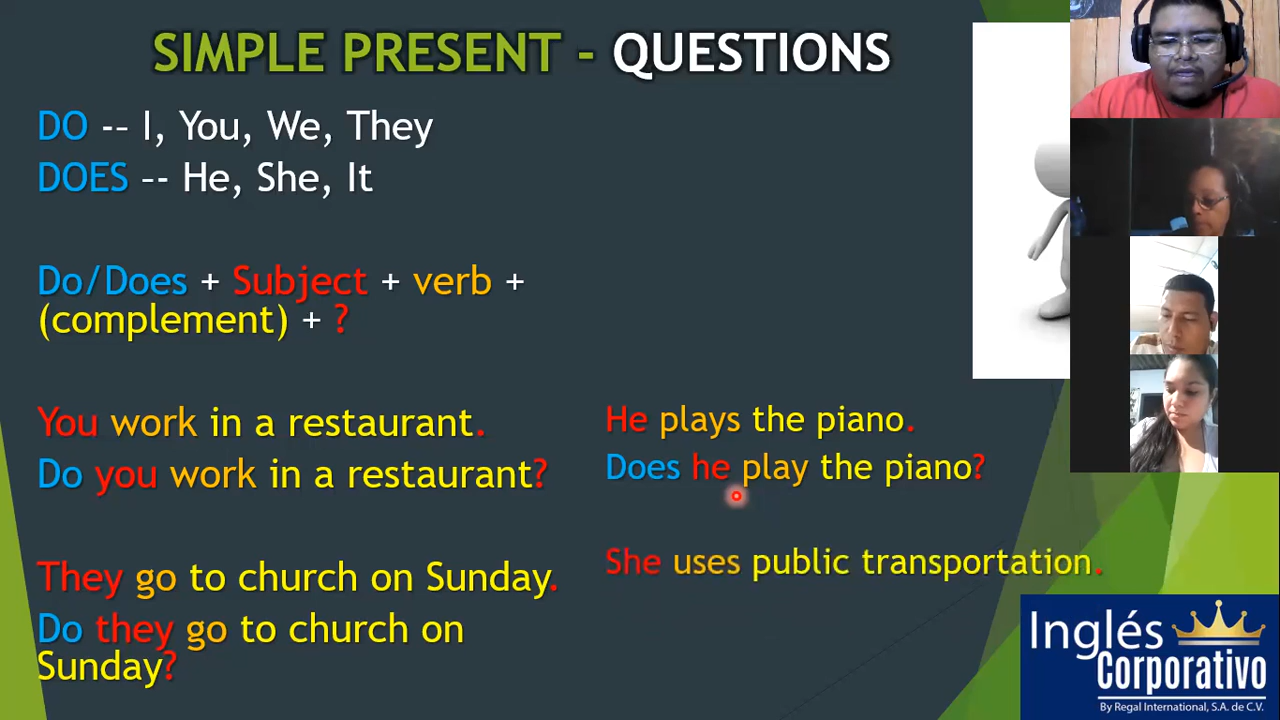 SIMPLE PRESENT - QUESTIONS
DO -- I, You, We, They
DOES -- He, She, It
Do/Does + Subject + verb +
(complement) + ?
You work in a restaurant.
Do you work in a restaurant?
They go to church on Sunday.
Do they go to church on
Sunday?
He plays the piano.
Does he play the piano?
She uses public transportation.
Inglés
Corporativo
By Regal International, S.A. de C.V.